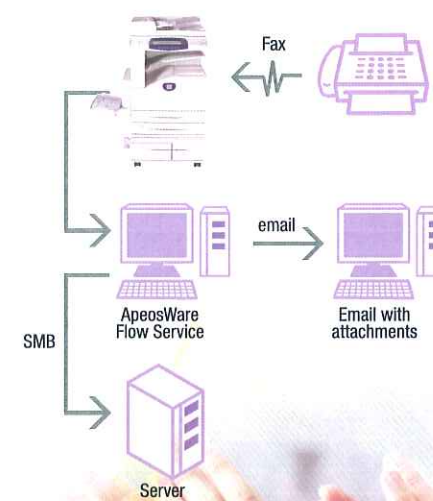 Fax
email
ApeosWare
Flow Service
Email with
attachments
SMB
Server